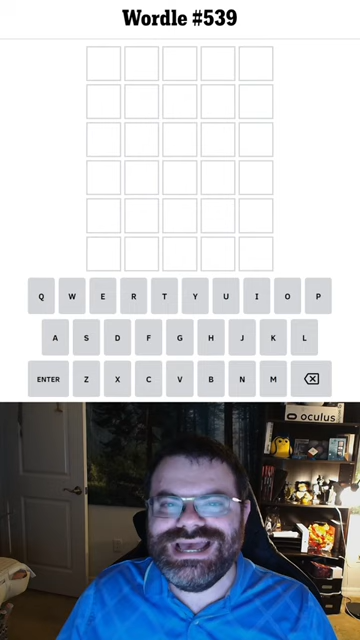 Wordle #539
Q W E R T Y U I O P
A S D F G H J K L
ENTER Z X C V B N M
oculus